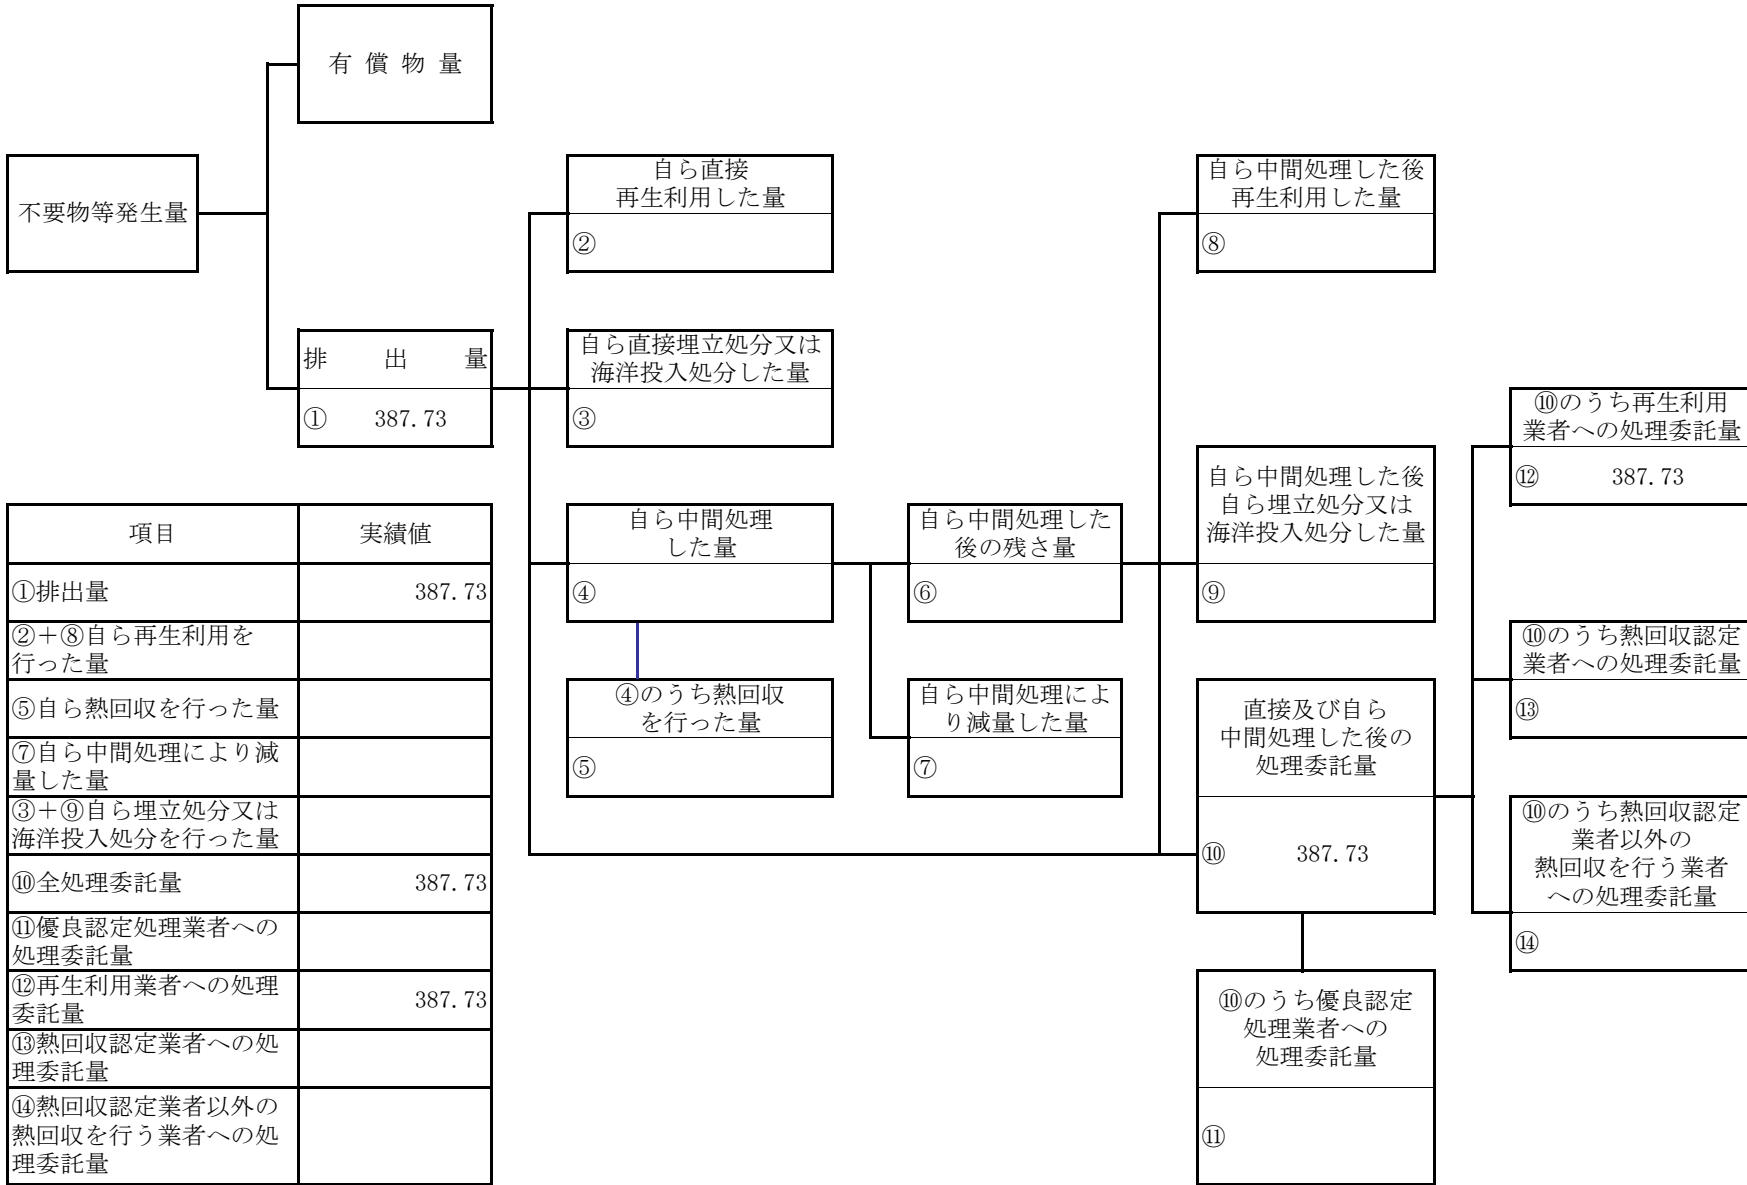 有償物量
不要物等発生量
自ら直接
再生利用した量
②
自ら中間処理した後
再生利用した量
⑧
排出量
① 387.73
自ら直接埋立処分又は
海洋投入処分した量
③
⑩のうち再生利用
業者への処理委託量
⑫ 387.73
自ら中間処理
した量
④
自ら中間処理した
後の残さ量
⑥
自ら中間処理した後
自ら埋立処分又は
海洋投入処分した量
⑨
⑩のうち熱回収認定
業者への処理委託量
⑬
④のうち熱回収
を行った量
⑤
自ら中間処理によ
り減量した量
⑦
直接及び自ら
中間処理した後の
処理委託量
⑩ 387.73
⑩のうち熱回収認定
業者以外の
熱回収を行う業者
への処理委託量
⑭
⑩のうち優良認定
処理業者への
処理委託量
⑪
項目 実績値
①排出量 387.73
②+⑧自ら再生利用を
行った量
⑤自ら熱回収を行った量
⑦自ら中間処理により減
量した量
③+⑨自ら埋立処分又は
海洋投入処分を行った量
⑩全処理委託量 387.73
⑪優良認定処理業者への
処理委託量
⑫再生利用業者への処理
委託量 387.73
⑬熱回収認定業者への処
理委託量
⑭熱回収認定業者以外の
熱回収を行う業者への処
理委託量